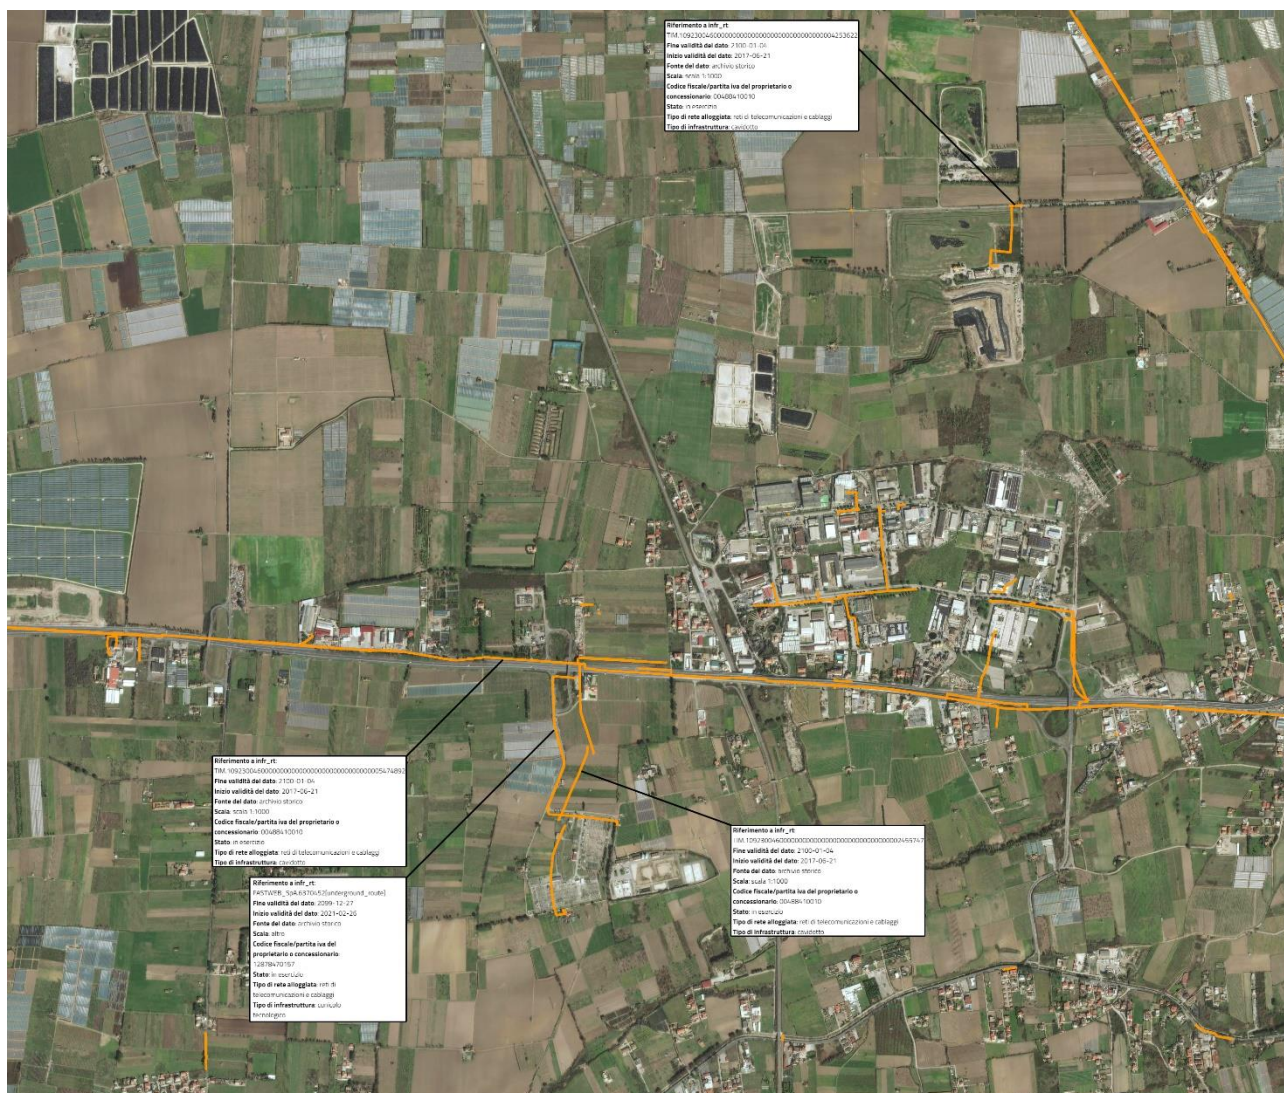 Riferimento a infr_rt:
Fine validità del dato: 2100-01-04
Inizio validità del dato: 2017-06-21
Fonte del dato: archivio storico
Scala: scala 1:1000
Codice fiscale/partita iva del proprietario o
concessionario: 00488410010
Stato: in esercizio
Tipo di rete alloggiata: reti di telecomunicazioni e cablaggi
Tipo di infrastruttura: cavidotto
Riferimento a infr_rt:
Fine validità del dato: 2100-01-04
Inizio validità del dato: 2017-06-21
Fonte del dato: archivio storico
Scala: scala 1:1000
Codice fiscale/partita iva del proprietario o
concessionario: 00488410010
Stato: in esercizio
Tipo di rete alloggiata: reti di telecomunicazioni e cablaggi
Tipo di infrastruttura: cavidotto
Riferimento a infr_rt:
FASTWEB_SpA.6370452[underground_route]
Fine validità del dato: 2099-12-27
Inizio validità del dato: 2021-02-26
Fonte del dato: archivio storico
Scala: altro
Codice fiscale/partita iva del
proprietario o concessionario:
12878470157
Stato: in esercizio
Tipo di rete alloggiata: reti di
telecomunicazioni e cablaggi
Tipo di infrastruttura: cunicolo
tecnologico
Riferimento a infr_rt:
Fine validità del dato: 2100-01-04
Inizio validità del dato: 2017-06-21
Fonte del dato: archivio storico
Scala: scala 1:1000
Codice fiscale/partita iva del proprietario o
concessionario: 00488410010
Stato: in esercizio
Tipo di rete alloggiata: reti di telecomunicazioni e cablaggi
Tipo di infrastruttura: cavidotto